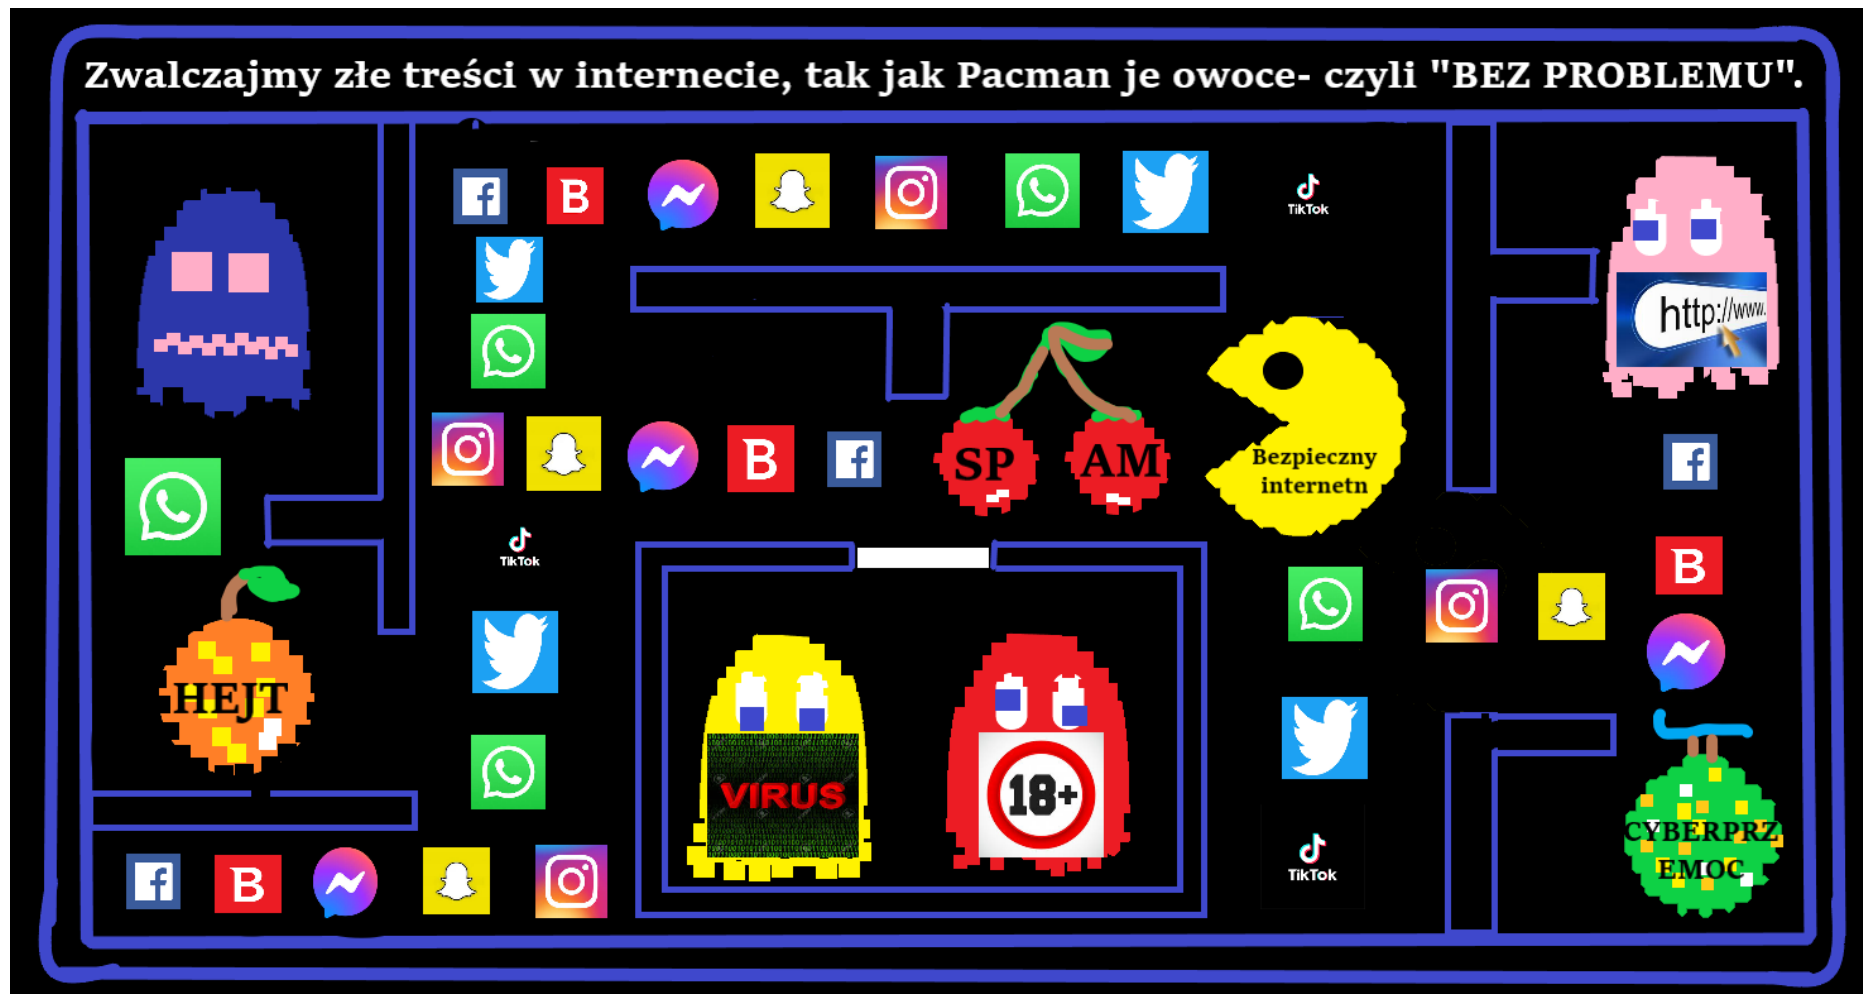 Zwalczajmy złe treści w internecie, tak jak Pacman je owoce- czyli "BEZ PROBLEMU".
B
TikTok
http://www.
SP AM
Bezpieczny
internetn
B
TikTok
B
HEJT
VIRUS
18+
CYBERPRZ
EMOC
TikTok
B